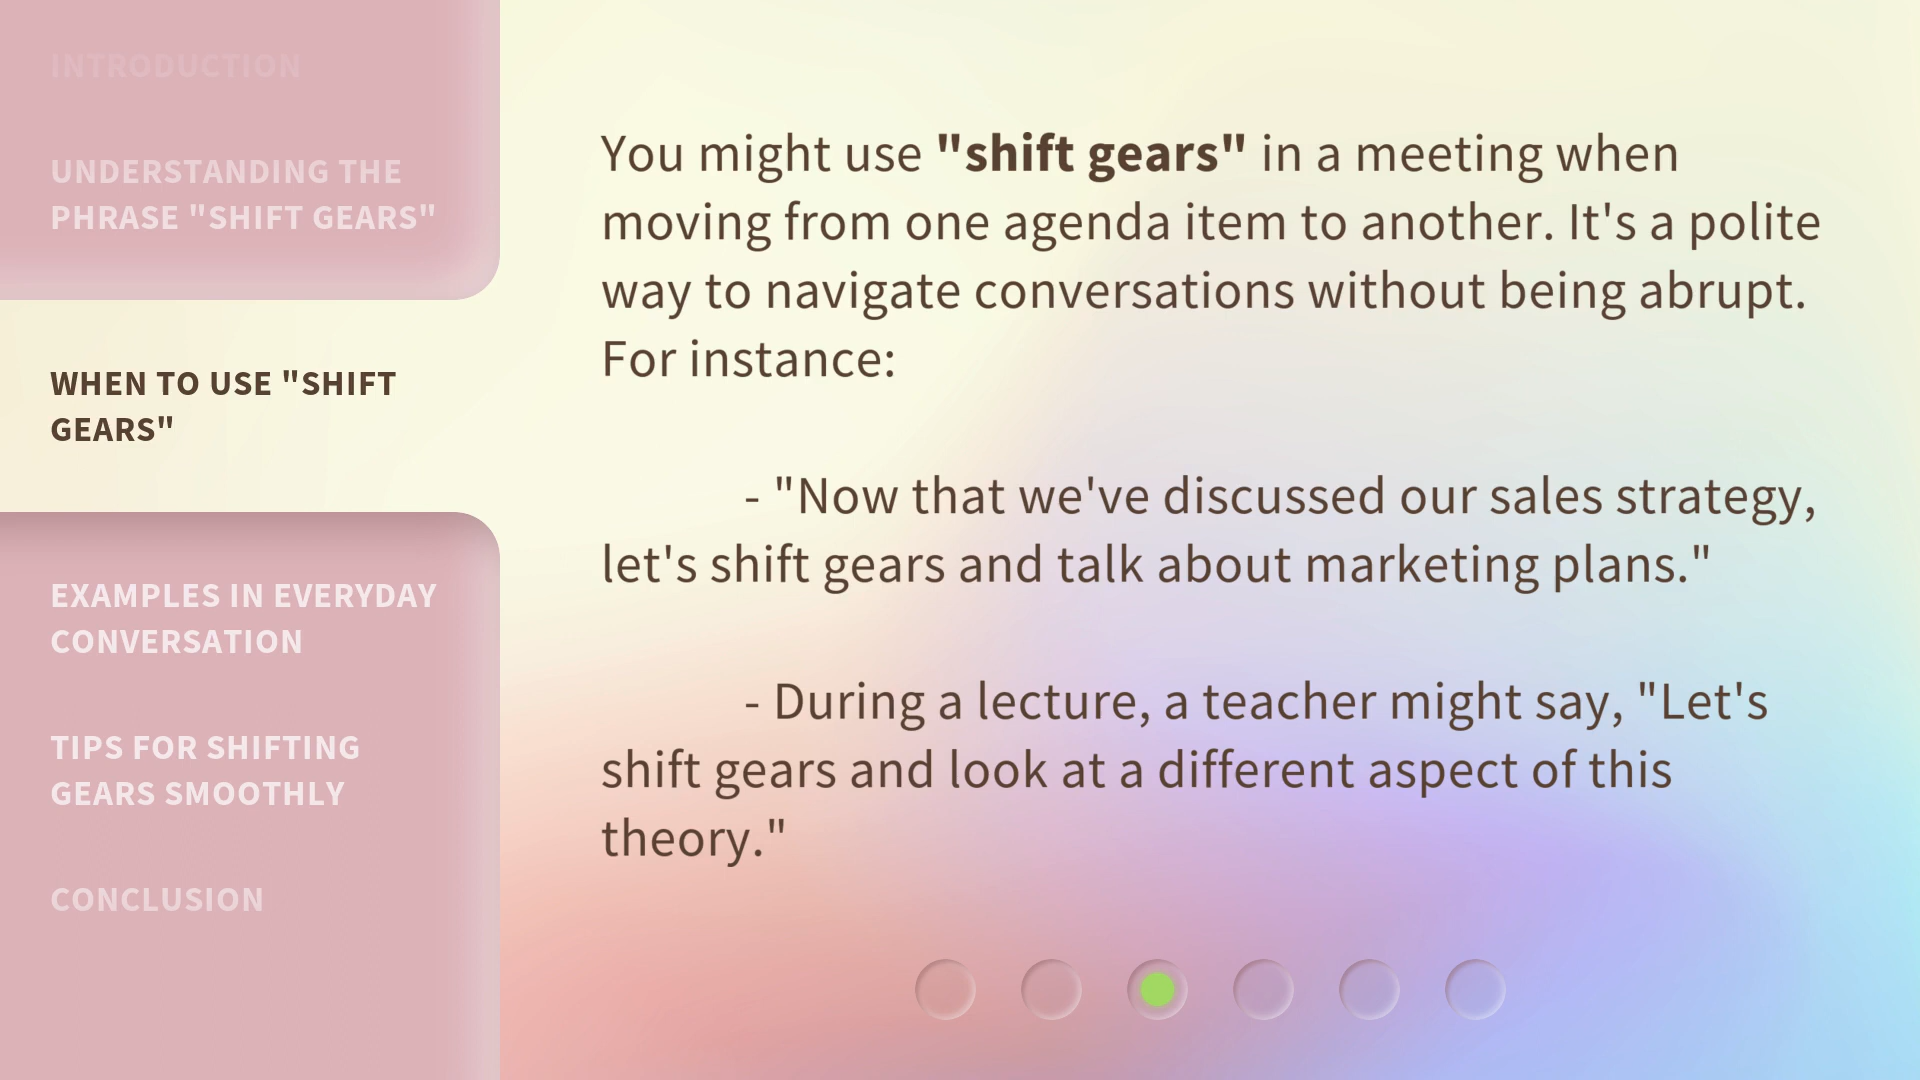 INTRODUCTION
UNDERSTANDING THE
PHRASE "SHIFT GEARS"
WHEN TO USE "SHIFT
GEARS"
EXAMPLES IN EVERYDAY
CONVERSATION
TIPS FOR SHIFTING
GEARS SMOOTHLY
CONCLUSION
You might use "shift gears" in a meeting when
moving from one agenda item to another. It's a polite
way to navigate conversations without being abrupt.
For instance:
- "Now that we've discussed our sales strategy,
let's shift gears and talk about marketing plans."
- During a lecture, a teacher might say, "Let's
shift gears and look at a different aspect of this
theory."